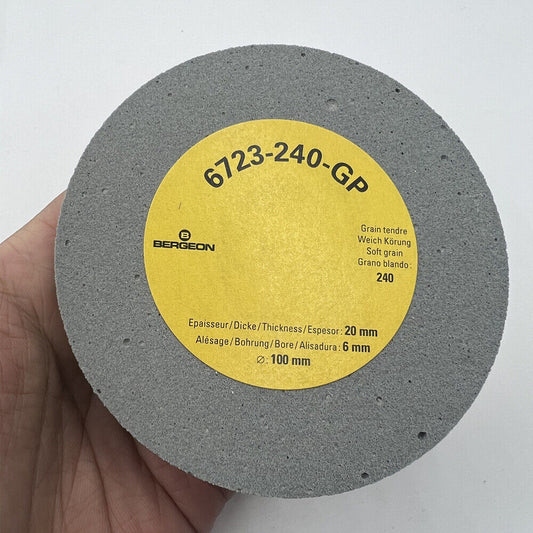 6723-240-GP
B
BERGEON
Grain tendre
Weich Körung
Soft grain
Grano blando:
240
Epaisseur/Dicke/Thickness/Espesor: 20 mm
Alésage/Bohrung/Bore/Alisadura: 6 mm
∅: 100 mm